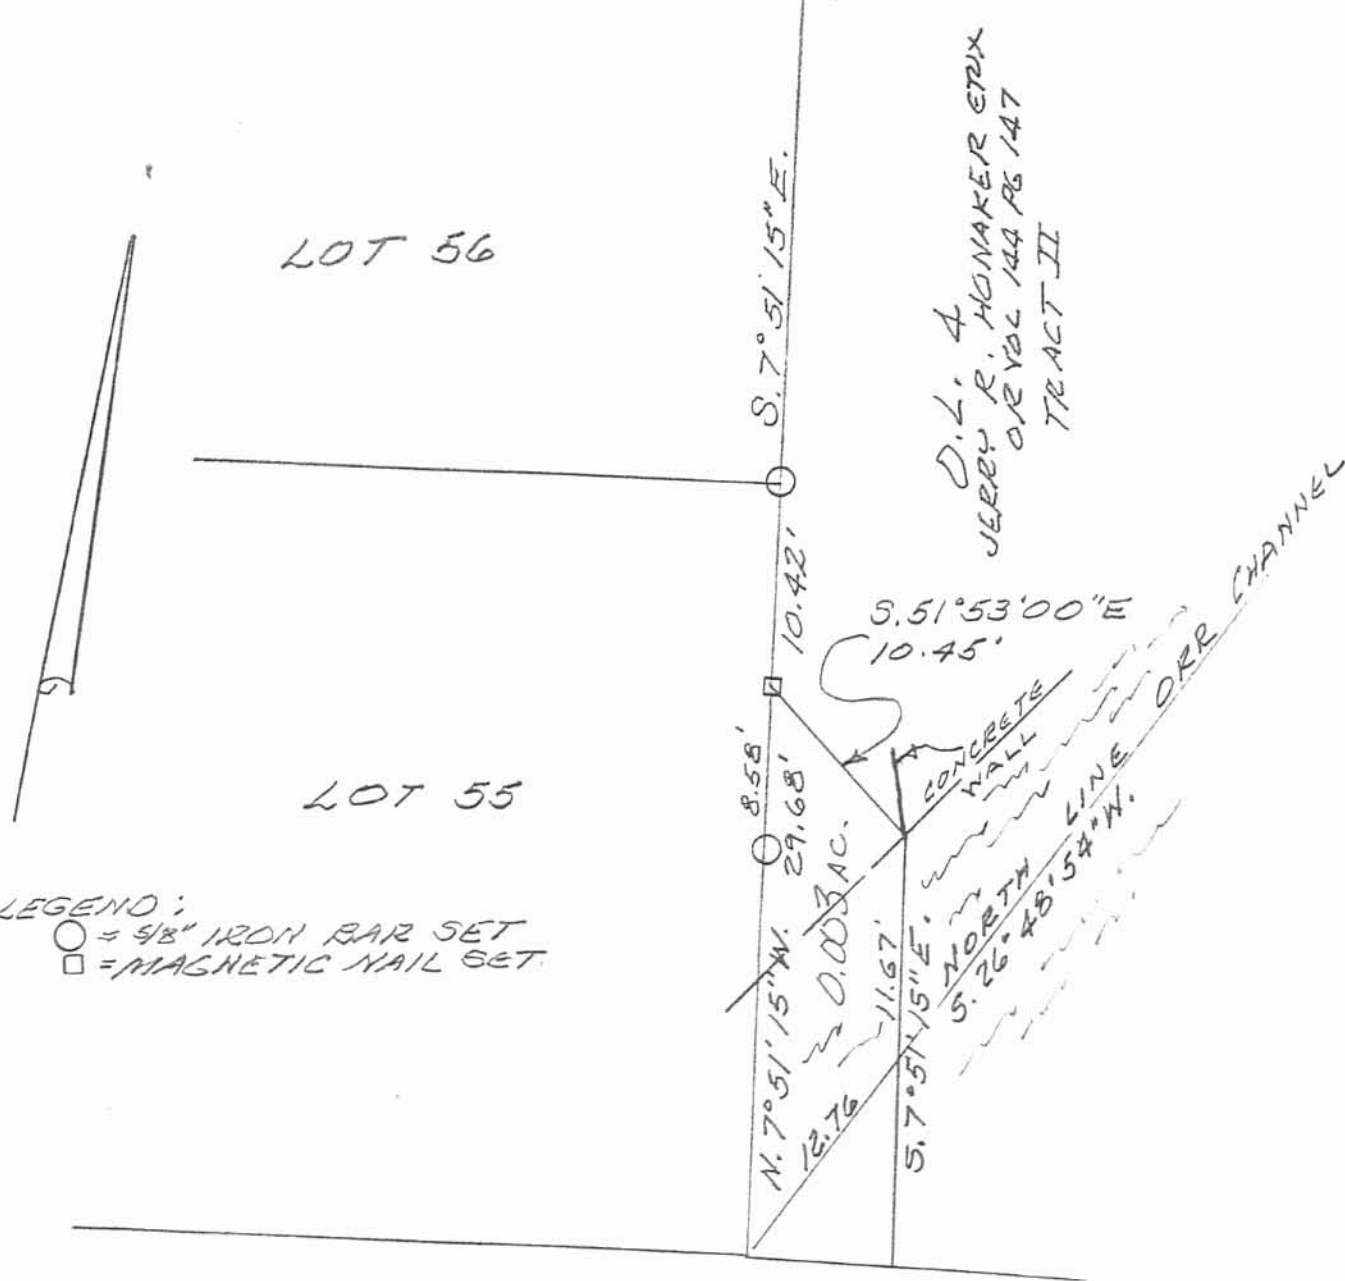 LOT 56
S. 7° 51' 15" E.
O.L. 4
JERRY R. HONAKER ETUX
OR VOL 144 PG 147
TRACT II
10.42'
S. 51° 53' 00" E
10.45'
CONCRETE
WALL
NORTH LINE ORR CHANNEL
S. 26° 48' 54" W.
8.58'
29.68'
LOT 55
0.003 AC.
N. 7° 51' 15" W.
11.67'
S. 7° 51' 15" E.
12.76
LEGEND:
= 5/8" IRON BAR SET
= MAGNETIC NAIL SET